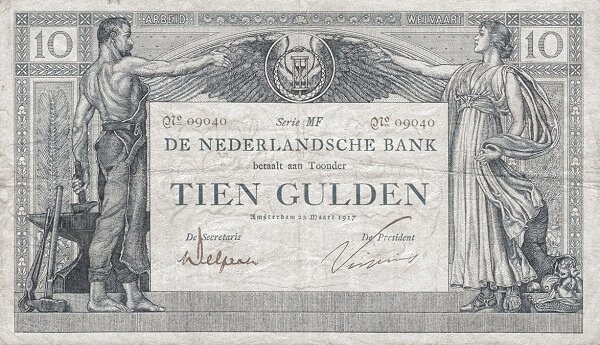 ARBEID WELVAART
10 10
Nº 09040 Serie MF Nº 09040
DE NEDERLANDSCHE BANK
betaalt aan Toonder
TIEN GULDEN
Amsterdam 23 Maart 1917
De Secretaris De President